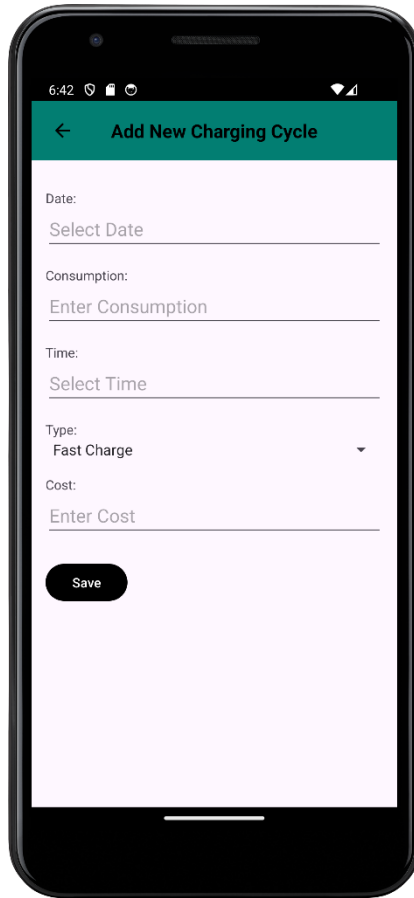 6:42
Add New Charging Cycle
Date:
Select Date
Consumption:
Enter Consumption
Time:
Select Time
Type:
Fast Charge
Cost:
Enter Cost
Save